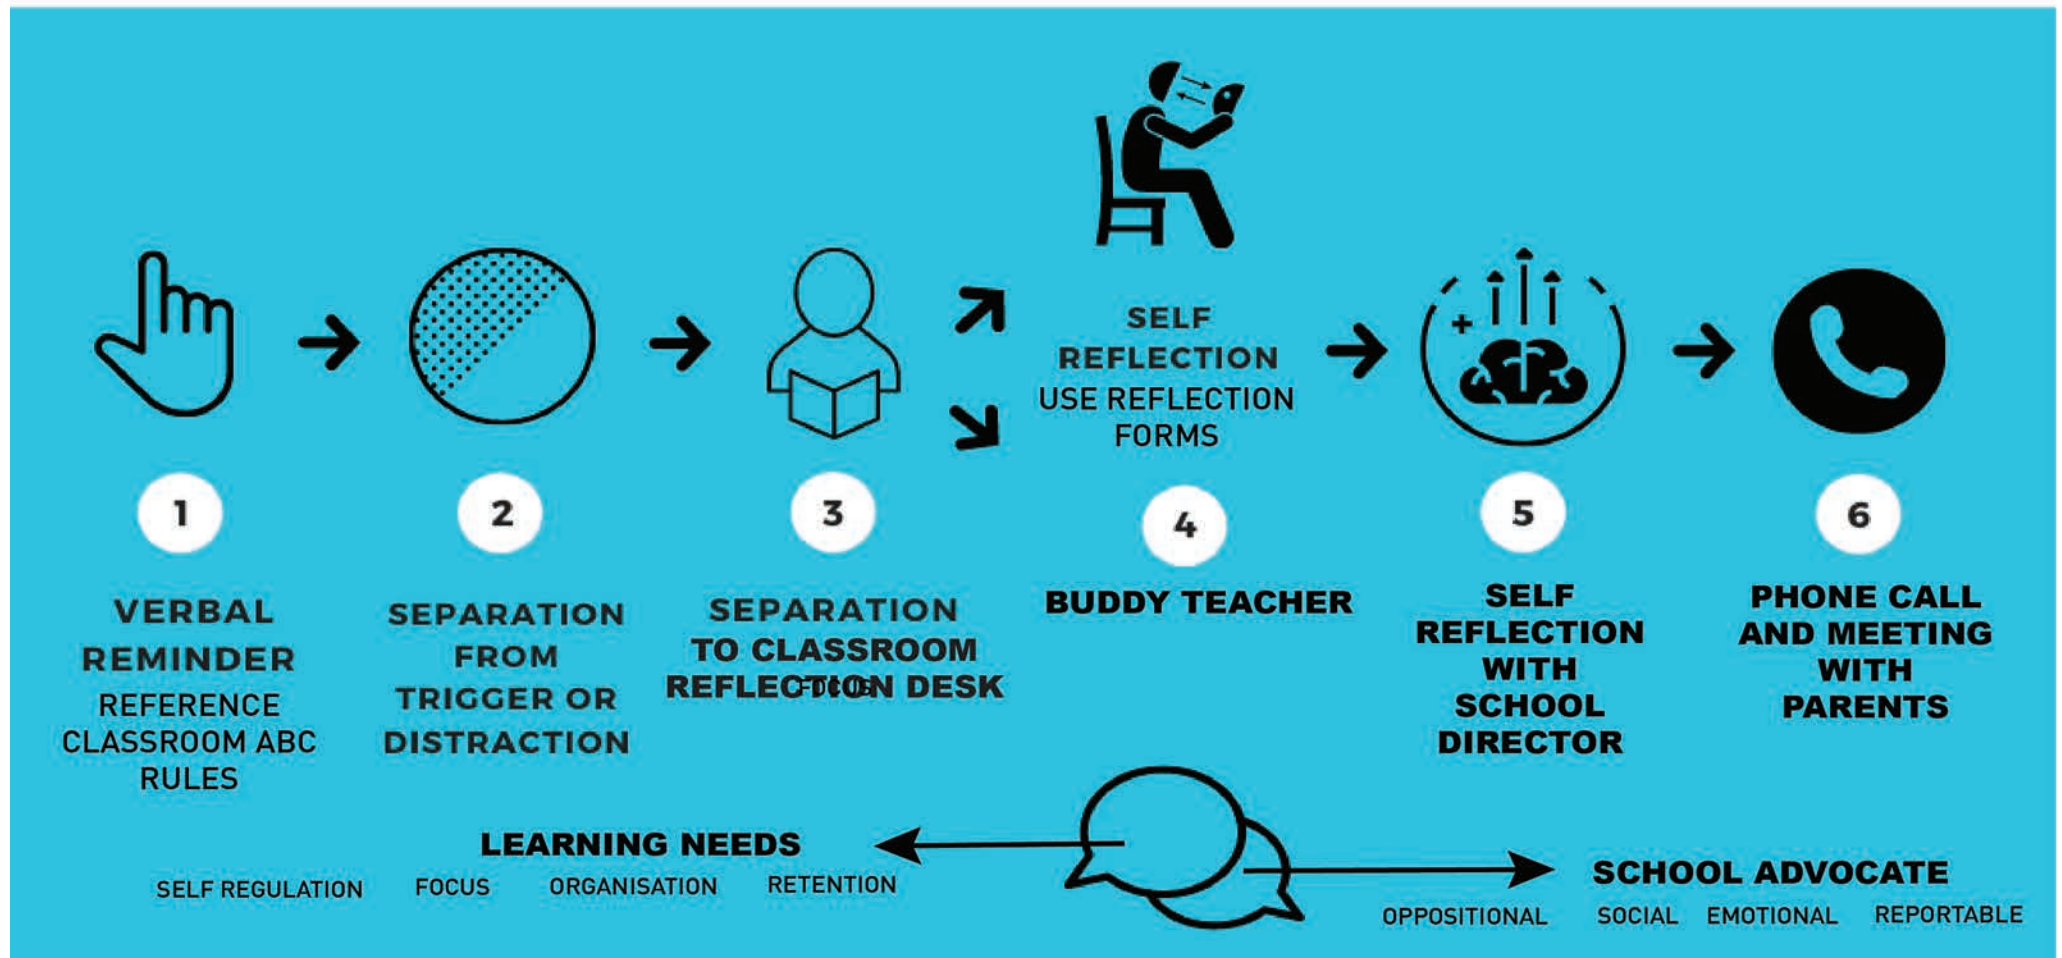 SELF
REFLECTION
USE REFLECTION
FORMS
1
2
3
4
5
6
VERBAL
REMINDER
REFERENCE
CLASSROOM ABC
RULES
SEPARATION
FROM
TRIGGER OR
DISTRACTION
SEPARATION
TO CLASSROOM
REFLECTION DESK
FOCUS
BUDDY TEACHER
SELF
REFLECTION
WITH
SCHOOL
DIRECTOR
PHONE CALL
AND MEETING
WITH
PARENTS
LEARNING NEEDS
SELF REGULATION FOCUS ORGANISATION RETENTION
SCHOOL ADVOCATE
OPPOSITIONAL SOCIAL EMOTIONAL REPORTABLE